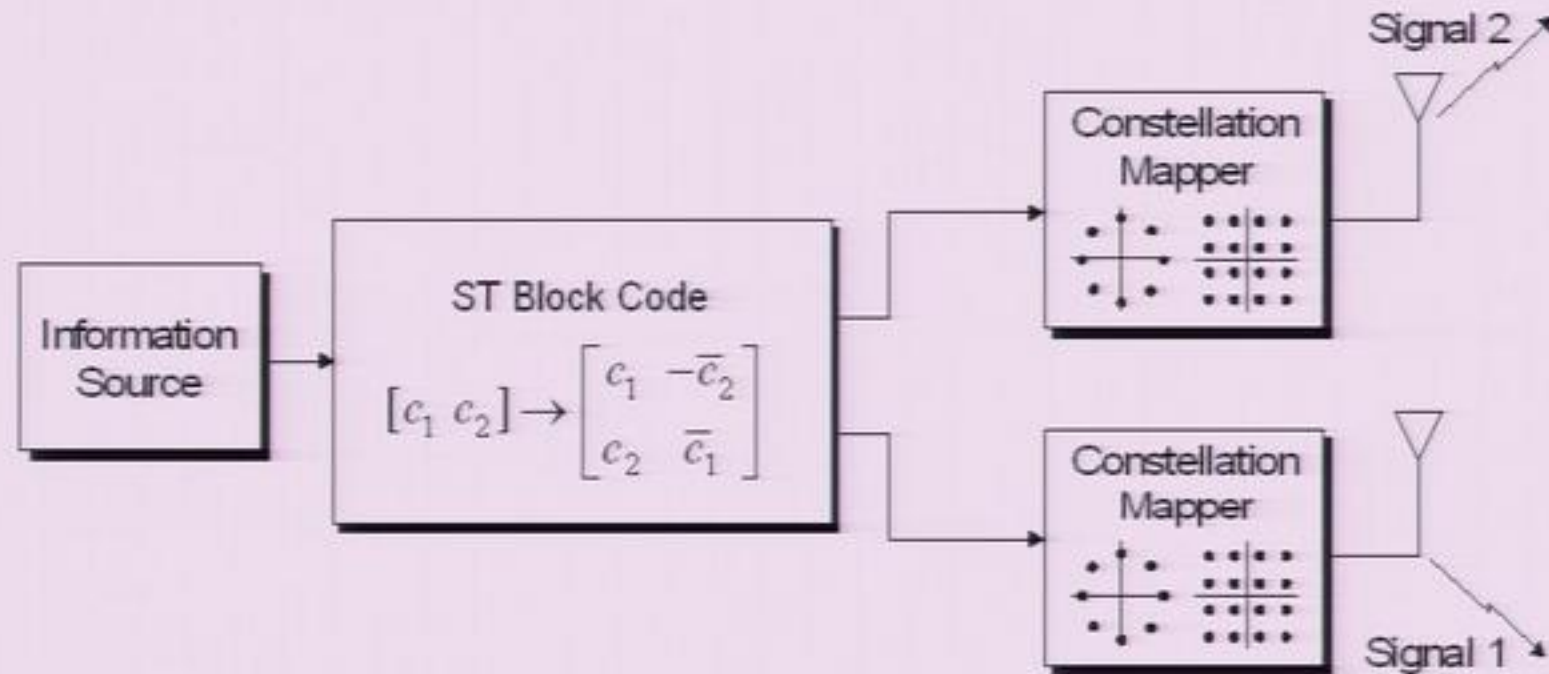 Signal 2
Constellation
Mapper
Information
Source
ST Block Code
[c₁ c₂] → [c₁ -c̅₂
c₂ c̅₁]
Constellation
Mapper
Signal 1